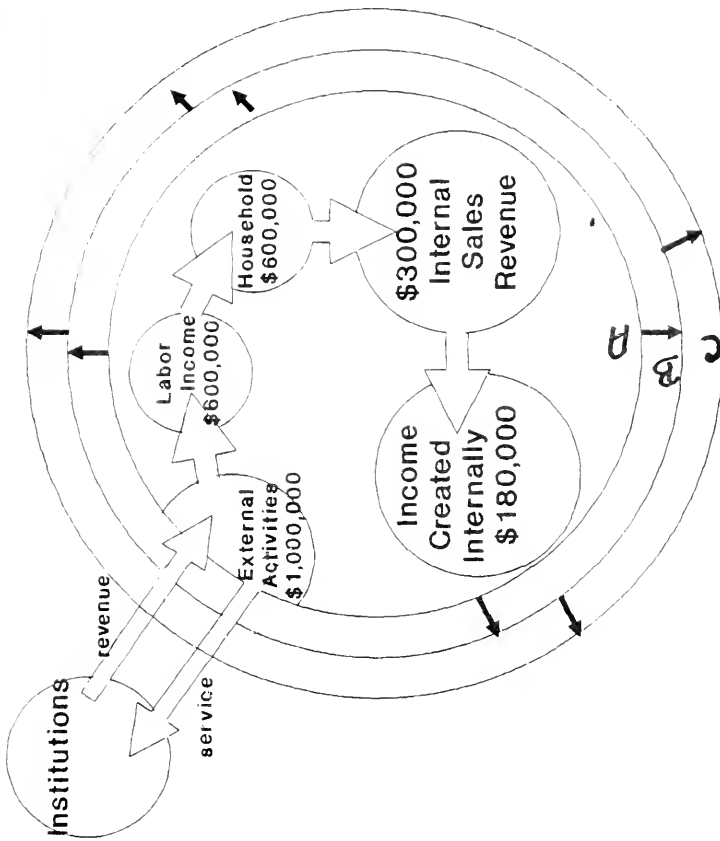 Institutions
revenue
service
External
Activities
$1,000,000
Labor
Income
$600,000
Household
$600,000
$300,000
Internal
Sales
Revenue
Income
Created
Internally
$180,000
B
C